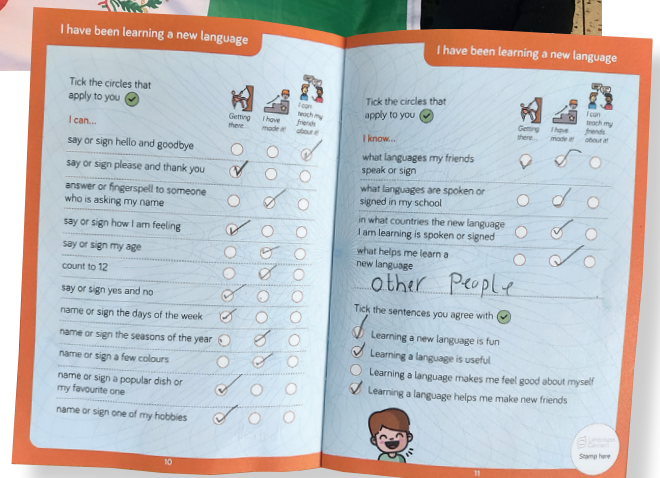 I have been learning a new language
Tick the circles that
apply to you
Getting
there...
I have
made it!
I can
teach my
friends
about it!
I can...
say or sign hello and goodbye
say or sign please and thank you
answer or fingerspell to someone
who is asking my name
say or sign how I am feeling
say or sign my age
count to 12
say or sign yes and no
name or sign the days of the week
name or sign the seasons of the year
name or sign a few colours
name or sign a popular dish or
my favourite one
name or sign one of my hobbies
10
I have been learning a new language
Tick the circles that
apply to you
Getting
there...
I have
made it!
I can
teach my
friends
about it!
I know...
what languages my friends
speak or sign
what languages are spoken or
signed in my school
in what countries the new language
I am learning is spoken or signed
what helps me learn a
new language
other People
Tick the sentences you agree with
Learning a new language is fun
Learning a language is useful
Learning a language makes me feel good about myself
Learning a language helps me make new friends
Stamp here
11